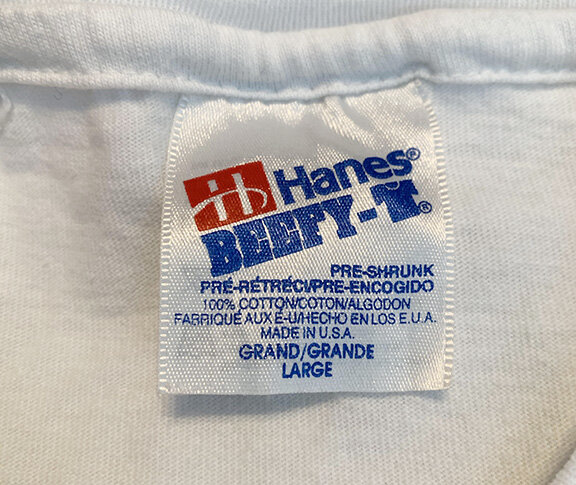 Hanes®
BEEFY-T®
PRE-SHRUNK
PRÉ-RÉTRÉCI/PRE-ENCOGIDO
100% COTTON/COTON/ALGODON
FABRIQUÉ AUX É-U/HECHO EN LOS E.U.A.
MADE IN U.S.A.
GRAND/GRANDE
LARGE